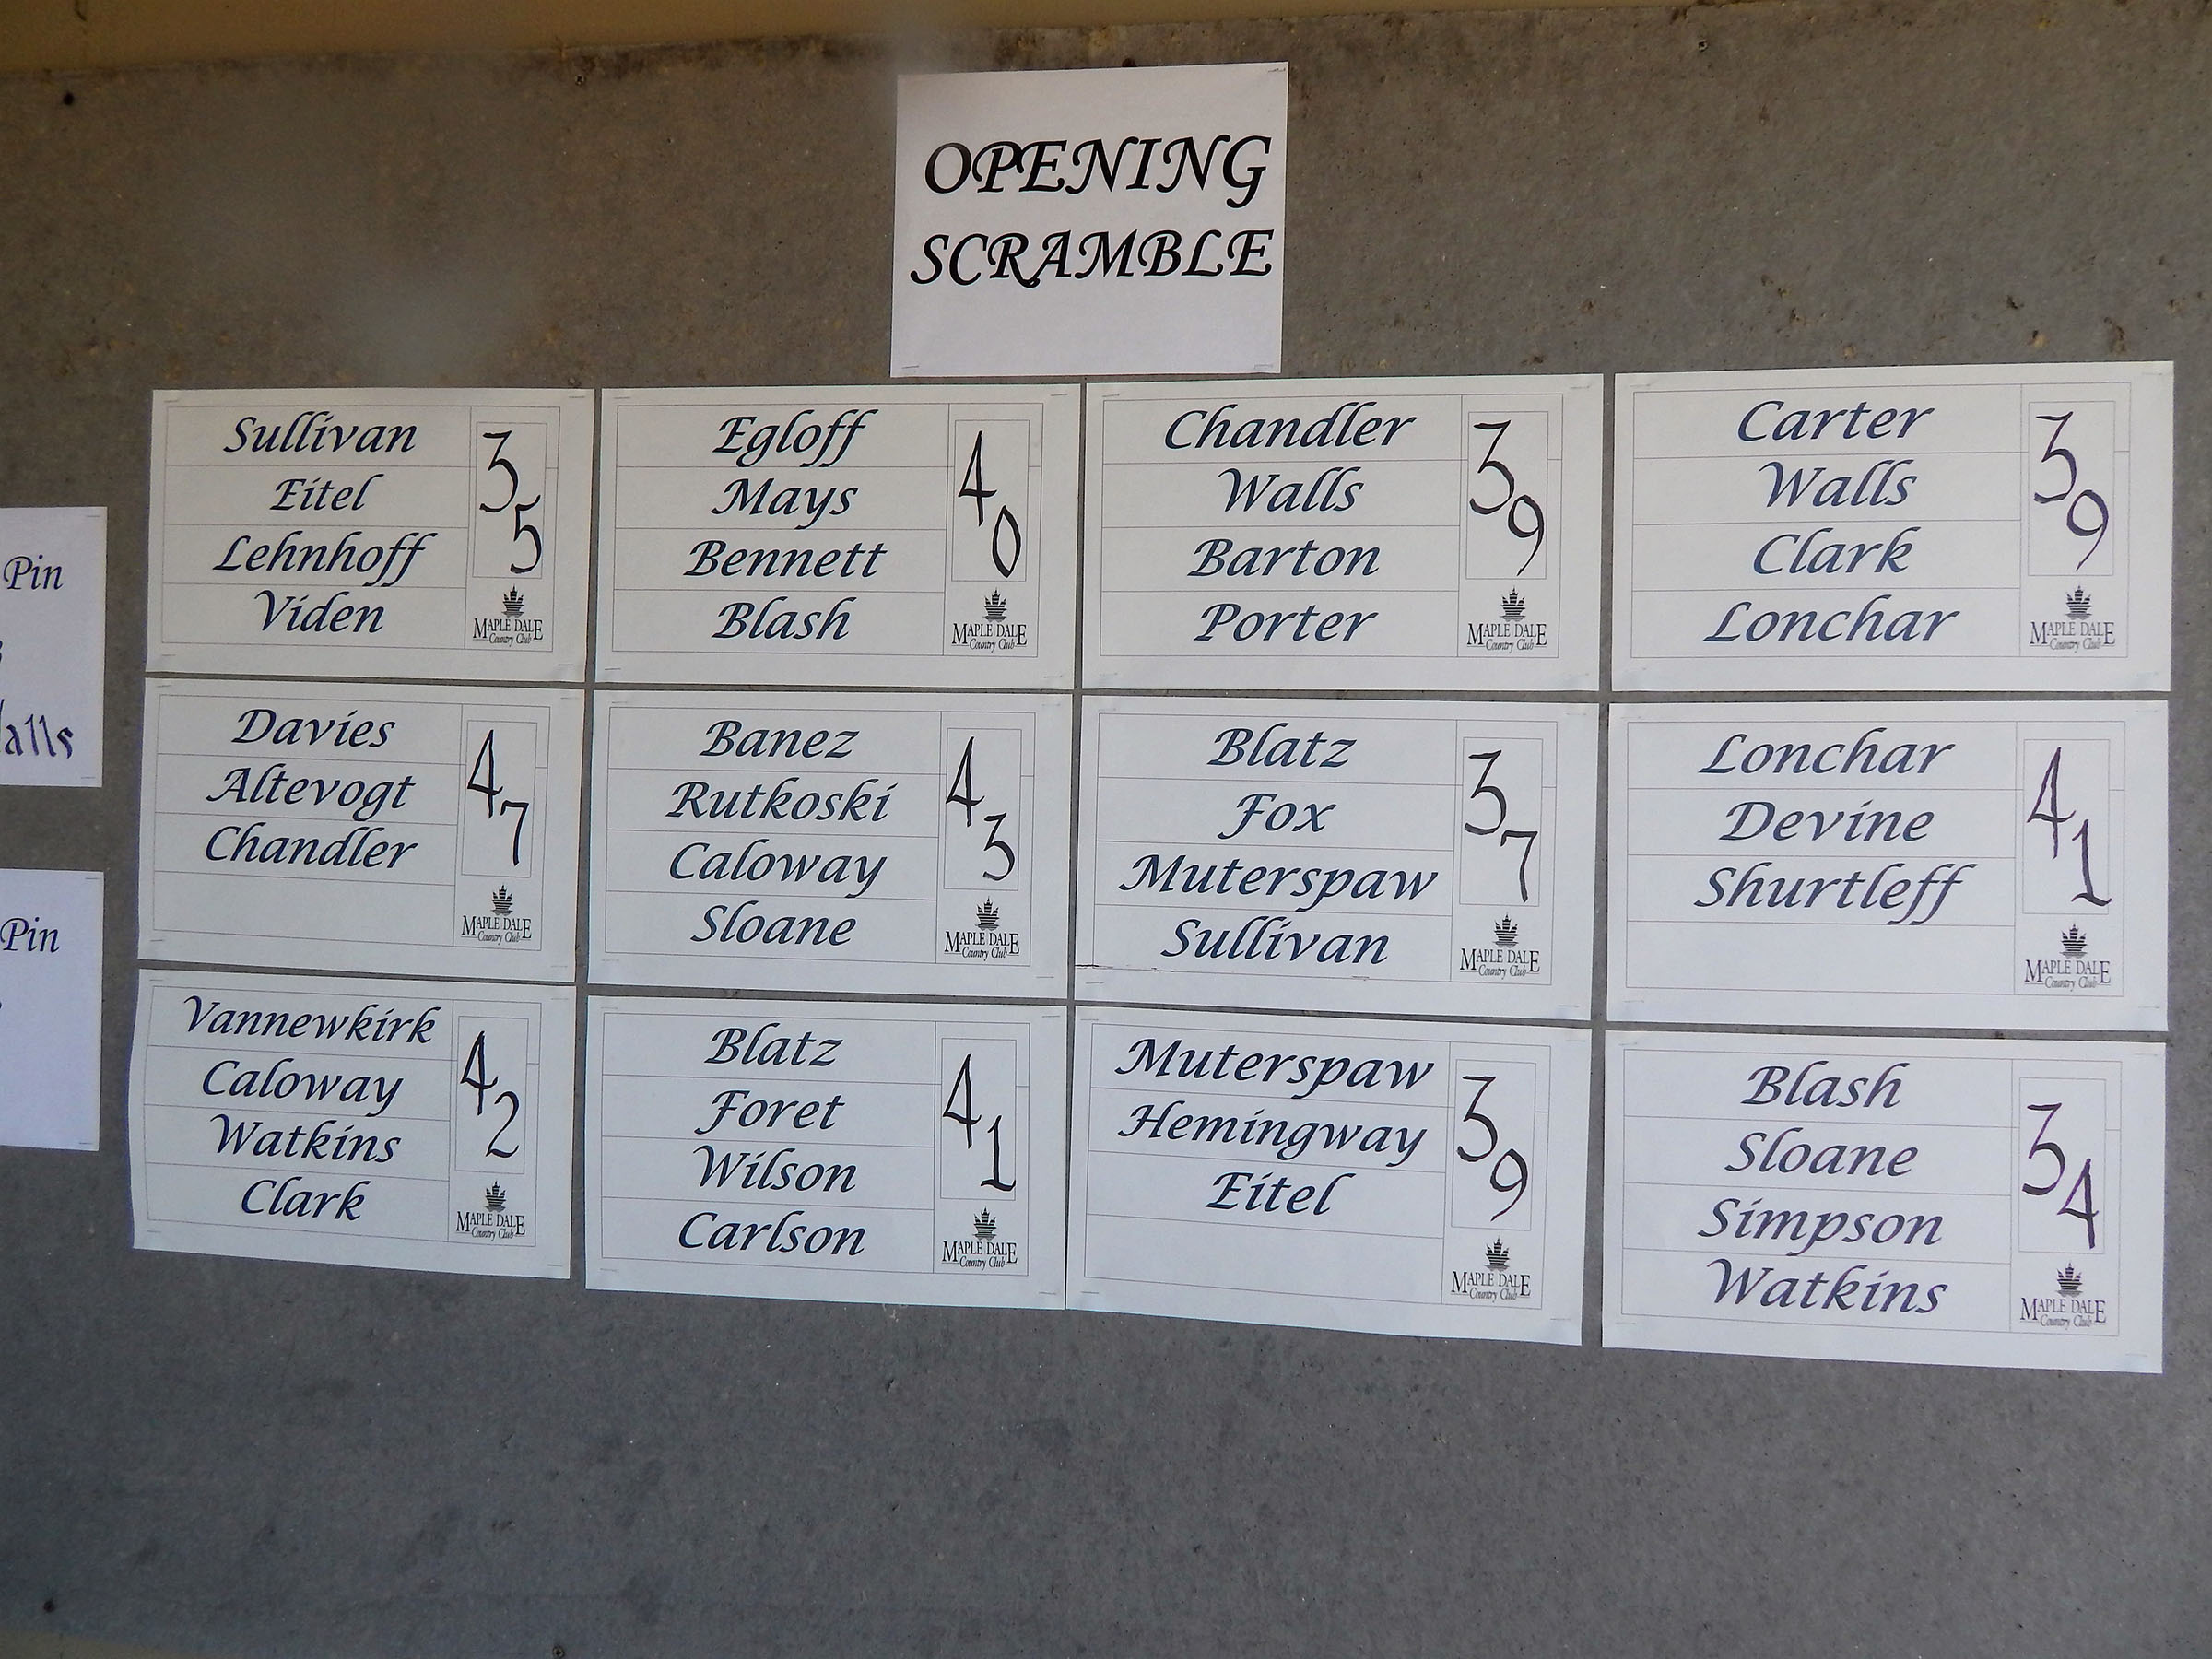 OPENING
SCRAMBLE
Sullivan
Eitel
Lehnhoff
Viden
35
MAPLE DALE
Country Club
Egloff
Mays
Bennett
Blash
40
MAPLE DALE
Country Club
Chandler
Walls
Barton
Porter
39
MAPLE DALE
Country Club
Carter
Walls
Clark
Lonchar
39
MAPLE DALE
Country Club
Davies
Altevogt
Chandler
47
MAPLE DALE
Country Club
Banez
Rutkoski
Caloway
Sloane
43
MAPLE DALE
Country Club
Blatz
Fox
Muterspaw
Sullivan
37
MAPLE DALE
Country Club
Lonchar
Devine
Shurtleff
41
MAPLE DALE
Country Club
Vannewkirk
Caloway
Watkins
Clark
42
MAPLE DALE
Country Club
Blatz
Foret
Wilson
Carlson
41
MAPLE DALE
Country Club
Muterspaw
Hemingway
Eitel
39
MAPLE DALE
Country Club
Blash
Sloane
Simpson
Watkins
34
MAPLE DALE
Country Club
Pin
alls
Pin